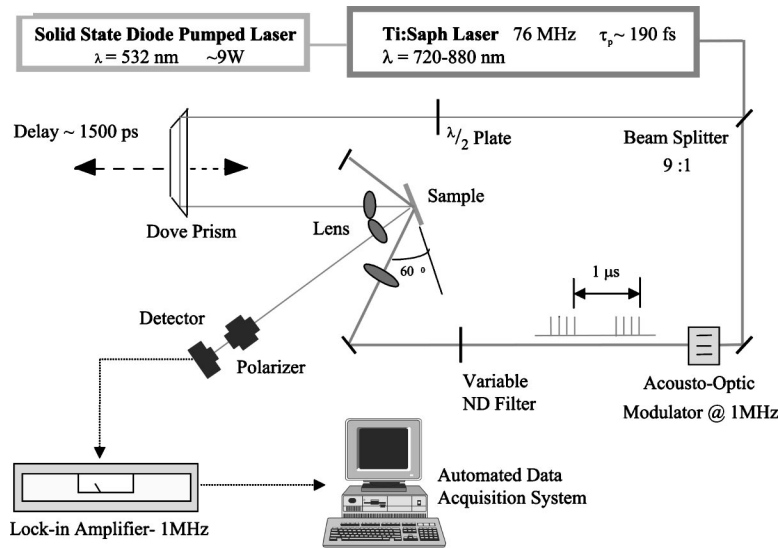 Solid State Diode Pumped Laser
λ = 532 nm ~9W
Ti:Saph Laser 76 MHz τp~ 190 fs
λ = 720-880 nm
Delay ~ 1500 ps
λ/2 Plate
Beam Splitter
9 :1
Sample
Dove Prism
Lens
60 °
1 μs
Detector
Polarizer
Variable
ND Filter
Acousto-Optic
Modulator @ 1MHz
Automated Data
Acquisition System
Lock-in Amplifier- 1MHz